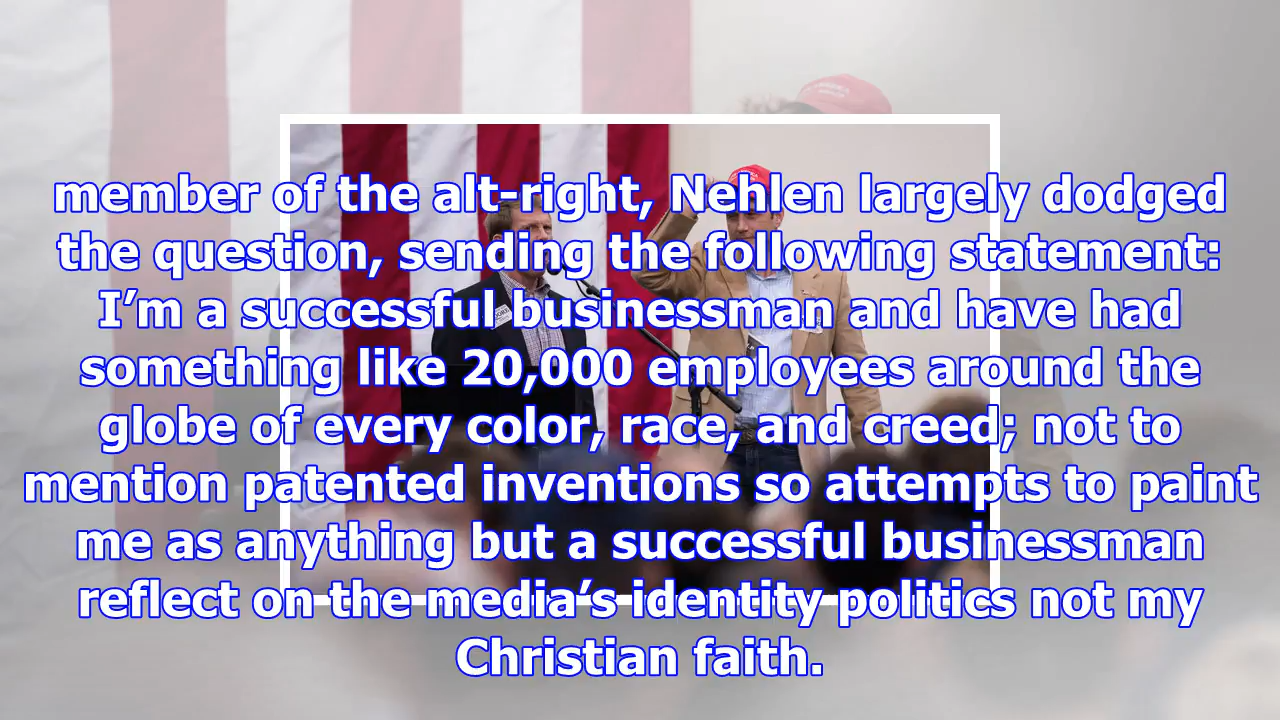 member of the alt-right, Nehlen largely dodged
the question, sending the following statement:
I’m a successful businessman and have had
something like 20,000 employees around the
globe of every color, race, and creed; not to
mention patented inventions so attempts to paint
me as anything but a successful businessman
reflect on the media’s identity politics not my
Christian faith.